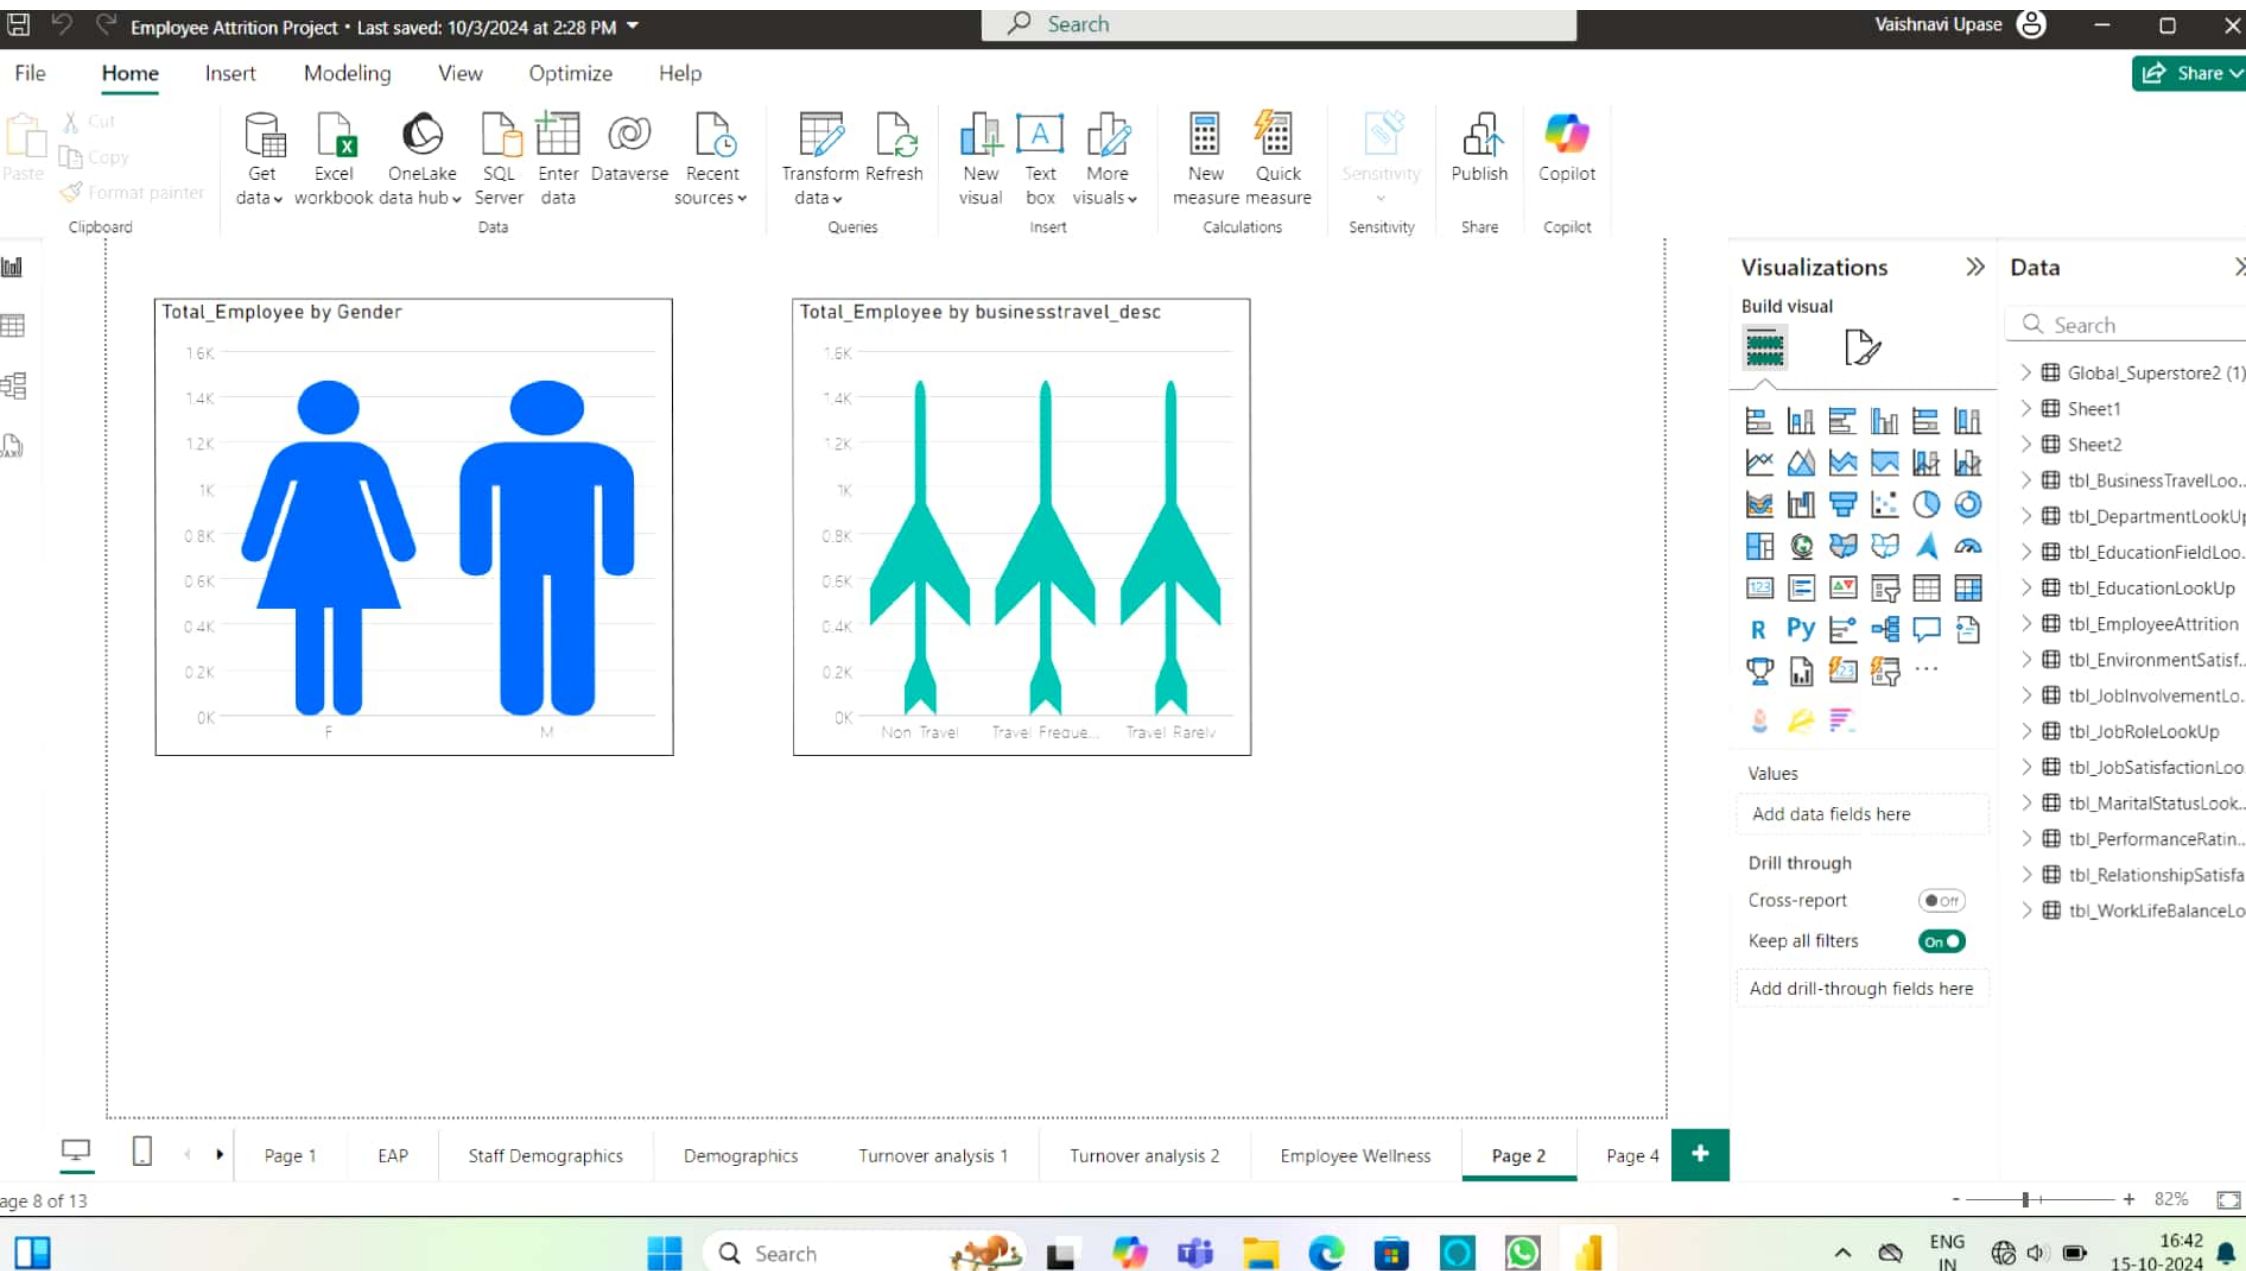 Employee Attrition Project • Last saved: 10/3/2024 at 2:28 PM
Search
Vaishnavi Upase
File Home Insert Modeling View Optimize Help
Share
Paste
Cut
Copy
Format painter
Clipboard
Get data
Excel workbook
OneLake data hub
SQL Server
Enter data
Dataverse
Recent sources
Data
Transform data
Refresh
Queries
New visual
Text box
More visuals
Insert
New measure
Quick measure
Calculations
Sensitivity
Sensitivity
Publish
Share
Copilot
Copilot
Total_Employee by Gender
1.6K
1.4K
1.2K
1K
0.8K
0.6K
0.4K
0.2K
0K
F M
Total_Employee by businesstravel_desc
1.6K
1.4K
1.2K
1K
0.8K
0.6K
0.4K
0.2K
0K
Non_Travel Travel_Freque... Travel_Rarely
Visualizations
Build visual
123
R Py
Values
Add data fields here
Drill through
Cross-report Off
Keep all filters On
Add drill-through fields here
Data
Search
Global_Superstore2 (1)
Sheet1
Sheet2
tbl_BusinessTravelLoo...
tbl_DepartmentLookUp
tbl_EducationFieldLoo...
tbl_EducationLookUp
tbl_EmployeeAttrition
tbl_EnvironmentSatisf...
tbl_JobInvolvementLo...
tbl_JobRoleLookUp
tbl_JobSatisfactionLoo
tbl_MaritalStatusLook...
tbl_PerformanceRatin...
tbl_RelationshipSatisfa
tbl_WorkLifeBalanceLo
Page 1 EAP Staff Demographics Demographics Turnover analysis 1 Turnover analysis 2 Employee Wellness Page 2 Page 4 +
age 8 of 13
- + 82%
Search
ENG
IN
16:42
15-10-2024